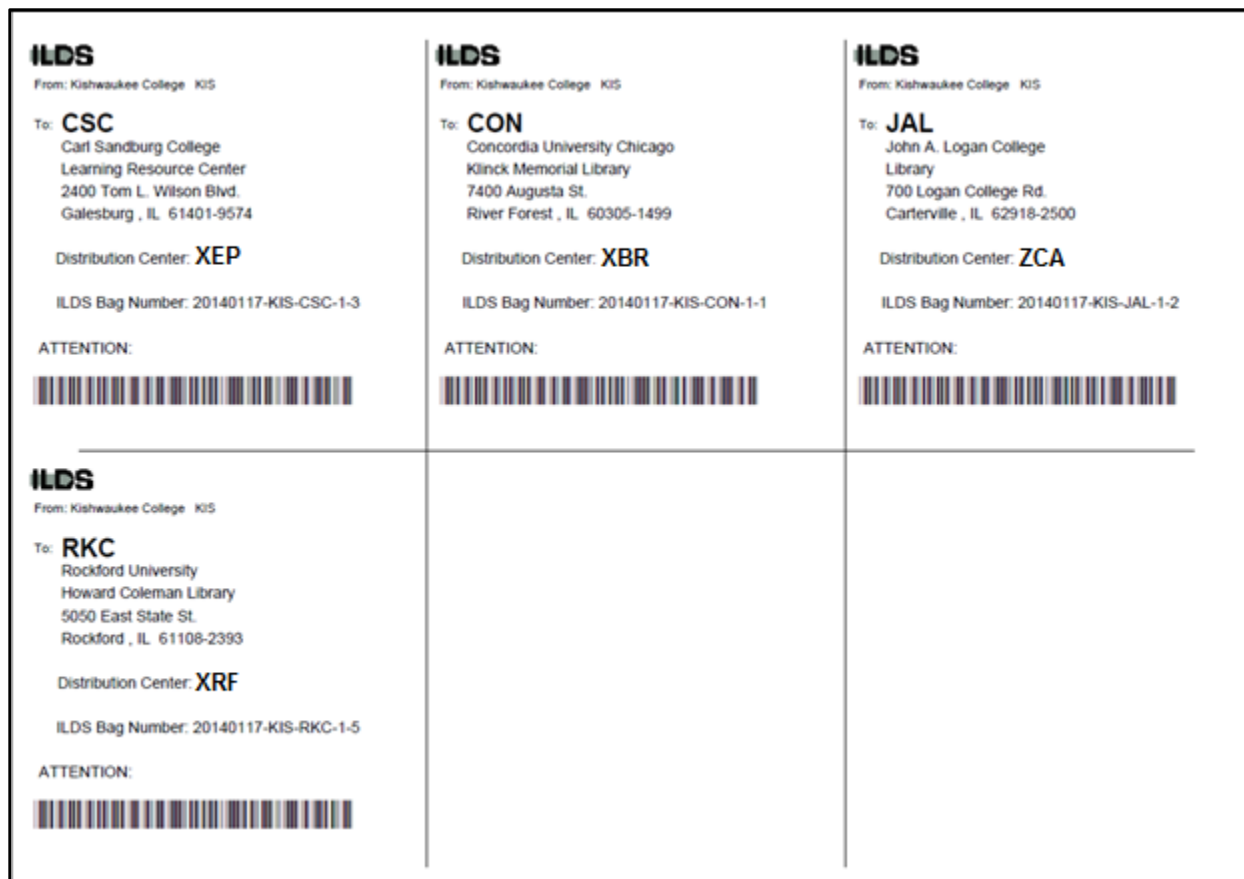 ILDS
From: Kishwaukee College KIS
To: CSC
Carl Sandburg College
Learning Resource Center
2400 Tom L. Wilson Blvd.
Galesburg , IL 61401-9574
Distribution Center: XEP
ILDS Bag Number: 20140117-KIS-CSC-1-3
ATTENTION:
ILDS
From: Kishwaukee College KIS
To: CON
Concordia University Chicago
Klinck Memorial Library
7400 Augusta St.
River Forest , IL 60305-1499
Distribution Center: XBR
ILDS Bag Number: 20140117-KIS-CON-1-1
ATTENTION:
ILDS
From: Kishwaukee College KIS
To: JAL
John A. Logan College
Library
700 Logan College Rd.
Carterville , IL 62918-2500
Distribution Center: ZCA
ILDS Bag Number: 20140117-KIS-JAL-1-2
ATTENTION:
ILDS
From: Kishwaukee College KIS
To: RKC
Rockford University
Howard Coleman Library
5050 East State St.
Rockford , IL 61108-2393
Distribution Center: XRF
ILDS Bag Number: 20140117-KIS-RKC-1-5
ATTENTION: